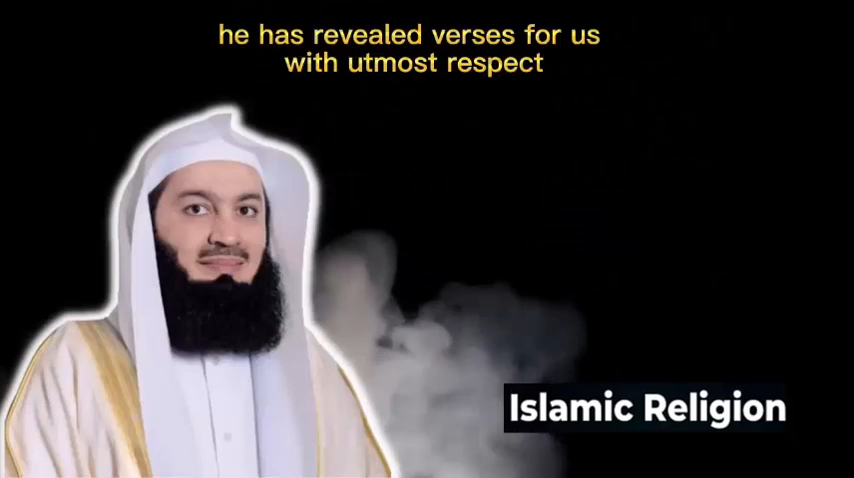 he has revealed verses for us
with utmost respect
Islamic Religion